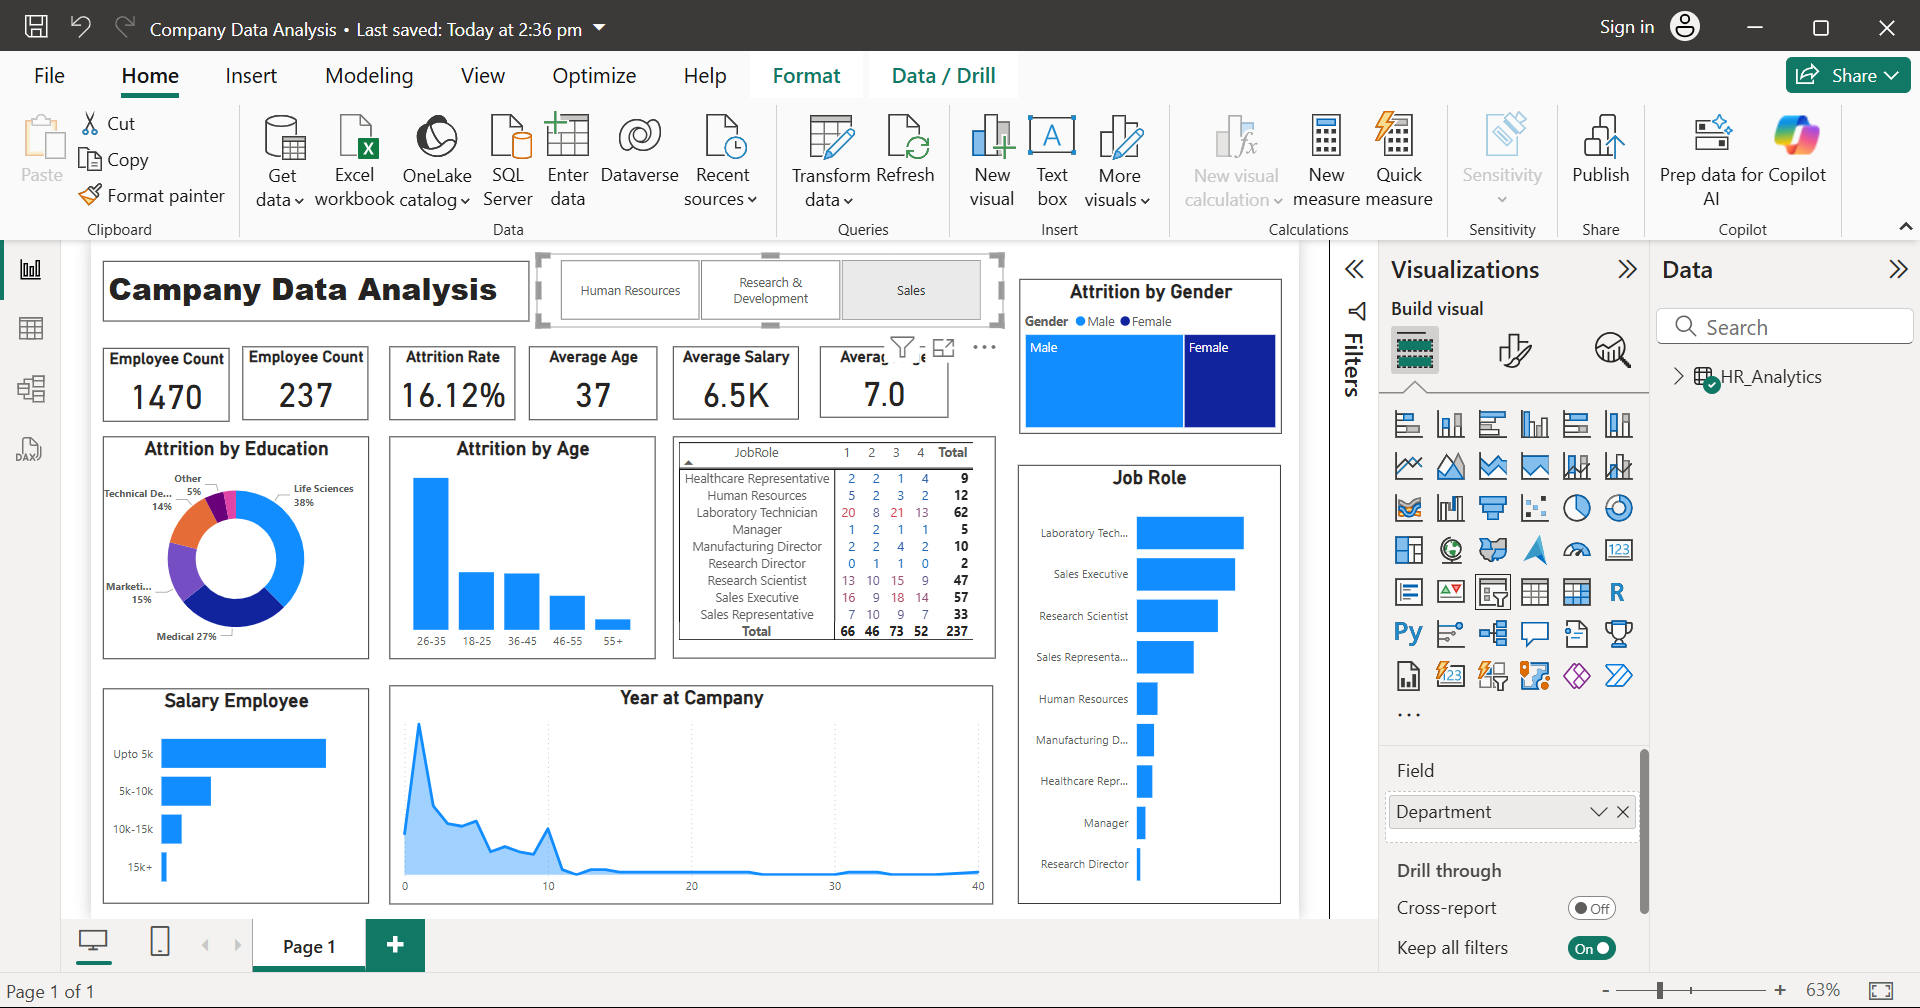 Company Data Analysis • Last saved: Today at 2:36 pm
Sign in
File
Home
Insert
Modeling
View
Optimize
Help
Format
Data / Drill
Share
Paste
Cut
Copy
Format painter
Clipboard
Get data
Excel workbook
OneLake catalog
SQL Server
Enter data
Dataverse
Recent sources
Data
Transform data
Refresh
Queries
New visual
Text box
More visuals
Insert
New visual calculation
New measure
Quick measure
Calculations
Sensitivity
Sensitivity
Publish
Share
Prep data for AI
Copilot
Copilot
DAX
Campany Data Analysis
Human Resources
Research & Development
Sales
Employee Count
1470
Employee Count
237
Attrition Rate
16.12%
Average Age
37
Average Salary
6.5K
7.0
Attrition by Gender
Gender Male Female
Male
Female
Attrition by Education
Other 5%
Technical De... 14%
Life Sciences 38%
Marketi... 15%
Medical 27%
Attrition by Age
26-35 18-25 36-45 46-55 55+
JobRole 1 2 3 4 Total
Healthcare Representative 2 2 1 4 9
Human Resources 5 2 3 2 12
Laboratory Technician 20 8 21 13 62
Manager 1 2 1 1 5
Manufacturing Director 2 2 4 2 10
Research Director 0 1 1 0 2
Research Scientist 13 10 15 9 47
Sales Executive 16 9 18 14 57
Sales Representative 7 10 9 7 33
Total 66 46 73 52 237
Job Role
Laboratory Tech...
Sales Executive
Research Scientist
Sales Representa...
Human Resources
Manufacturing D...
Healthcare Repr...
Manager
Research Director
Salary Employee
Upto 5k
5k-10k
10k-15k
15k+
Year at Campany
0 10 20 30 40
Filters
Visualizations
Build visual
123
R
Py
123
Field
Department
Drill through
Cross-report
Off
Keep all filters
On
Data
Search
HR_Analytics
Page 1
Page 1 of 1
- + 63%